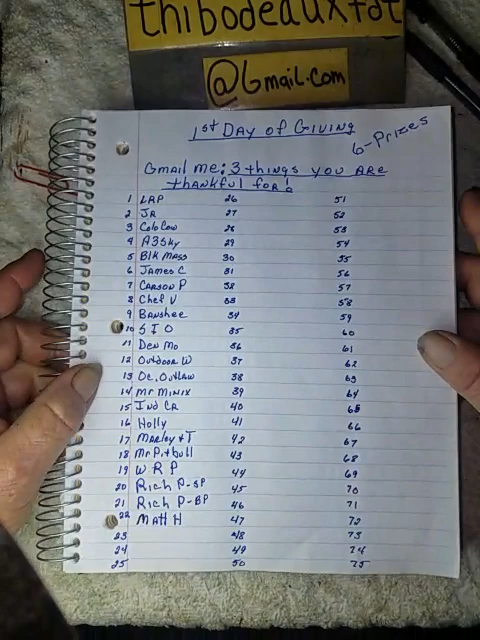 thibodeauxfdt
@Gmail.com
1st Day of Giving
6-Prizes
Gmail me: 3 things you are
thankful for!
1 LRP 26 51
2 JR 27 52
3 Colo Cow 28 53
4 A3Sky 29 54
5 Blk Mass 30 55
6 James C 31 56
7 Carson P 32 57
8 Chef V 33 58
9 Banshee 34 59
10 S I O 35 60
11 Den Mo 36 61
12 Outdoor W 37 62
13 Oc. Outlaw 38 63
14 Mr Minix 39 64
15 Ind CR 40 65
16 Holly 41 66
17 Marley + T 42 67
18 Mr Pitbull 43 68
19 W R P 44 69
20 Rich P-SP 45 70
21 Rich P-BP 46 71
22 Matt H 47 72
23 48 73
24 49 74
25 50 75